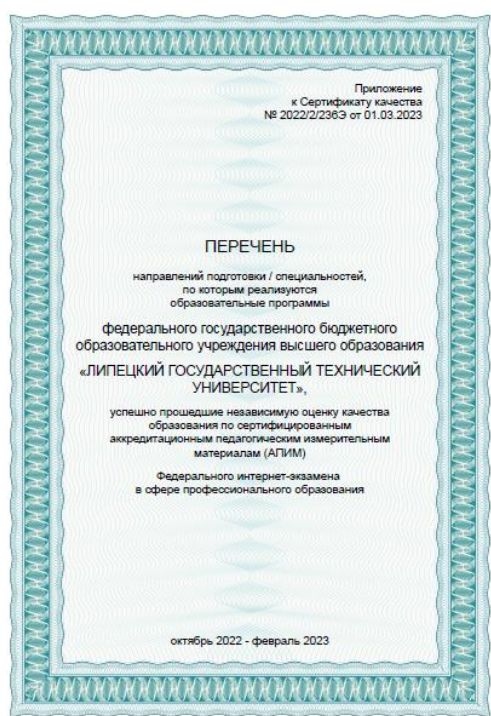 Приложение
к Сертификату качества
№ 2022/2/236Э от 01.03.2023
ПЕРЕЧЕНЬ
направлений подготовки / специальностей,
по которым реализуются
образовательные программы
федерального государственного бюджетного
образовательного учреждения высшего образования
«ЛИПЕЦКИЙ ГОСУДАРСТВЕННЫЙ ТЕХНИЧЕСКИЙ
УНИВЕРСИТЕТ»,
успешно прошедшие независимую оценку качества
образования по сертифицированным
аккредитационным педагогическим измерительным
материалам (АПИМ)
Федерального интернет-экзамена
в сфере профессионального образования
октябрь 2022 - февраль 2023